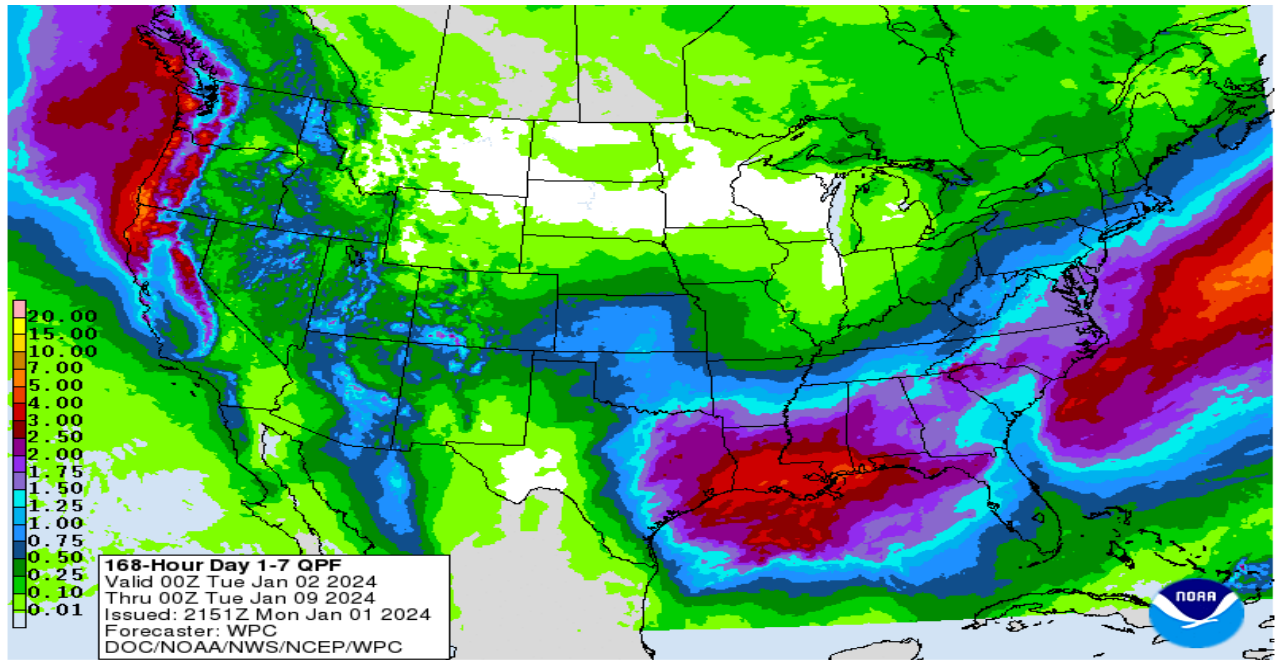 20.00
15.00
10.00
7.00
5.00
4.00
3.00
2.50
2.00
1.75
1.50
1.25
1.00
0.75
0.50
0.25
0.10
0.01
168-Hour Day 1-7 QPF
Valid 00Z Tue Jan 02 2024
Thru 00Z Tue Jan 09 2024
Issued: 2151Z Mon Jan 01 2024
Forecaster: WPC
DOC/NOAA/NWS/NCEP/WPC
NOAA